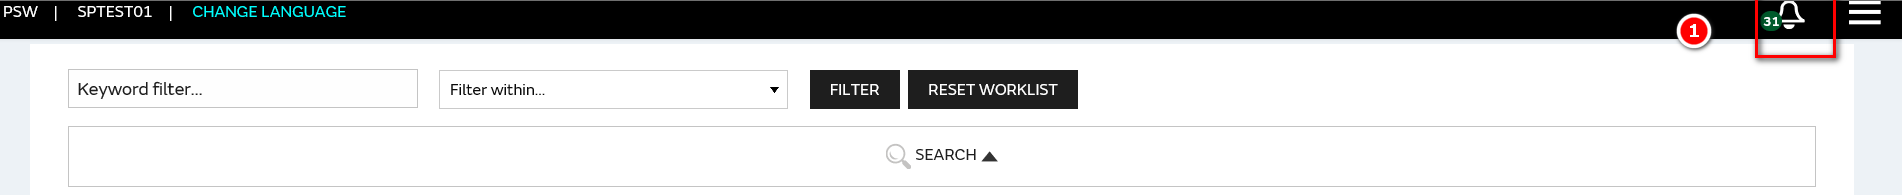 PSW | SPTEST01 | CHANGE LANGUAGE
1
31
Keyword filter...
Filter within...
FILTER
RESET WORKLIST
SEARCH